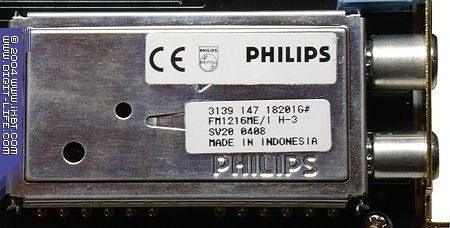 © 2004 www.ixbt.com
www.digit-life.com
CE PHILIPS
PHILIPS
3139 147 18201G#
FM1216ME/I H-3
SV20 0408
MADE IN INDONESIA
PHILIPS